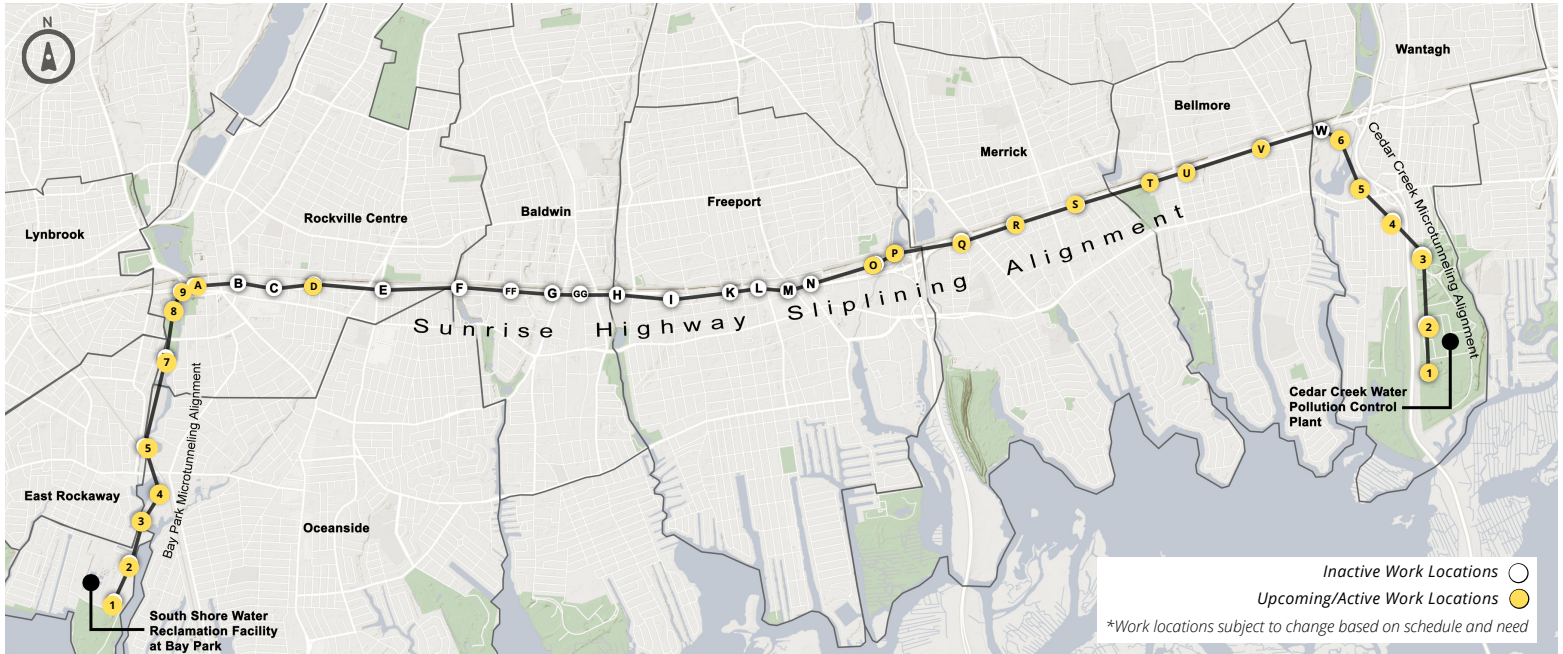 N
Wantagh
Bellmore
Merrick
Freeport
Baldwin
Rockville Centre
Lynbrook
East Rockaway
Oceanside
W
6
V
5
U
T
S
4
R
Q
3
P
O
9
A
B
C
D
E
F
FF
G
GG
H
I
K
L
M
N
8
7
5
4
3
2
1
2
1
Sunrise Highway Sliplining Alignment
Cedar Creek Microtunneling Alignment
Bay Park Microtunneling Alignment
Cedar Creek Water
Pollution Control
Plant
South Shore Water
Reclamation Facility
at Bay Park
Inactive Work Locations
Upcoming/Active Work Locations
*Work locations subject to change based on schedule and need